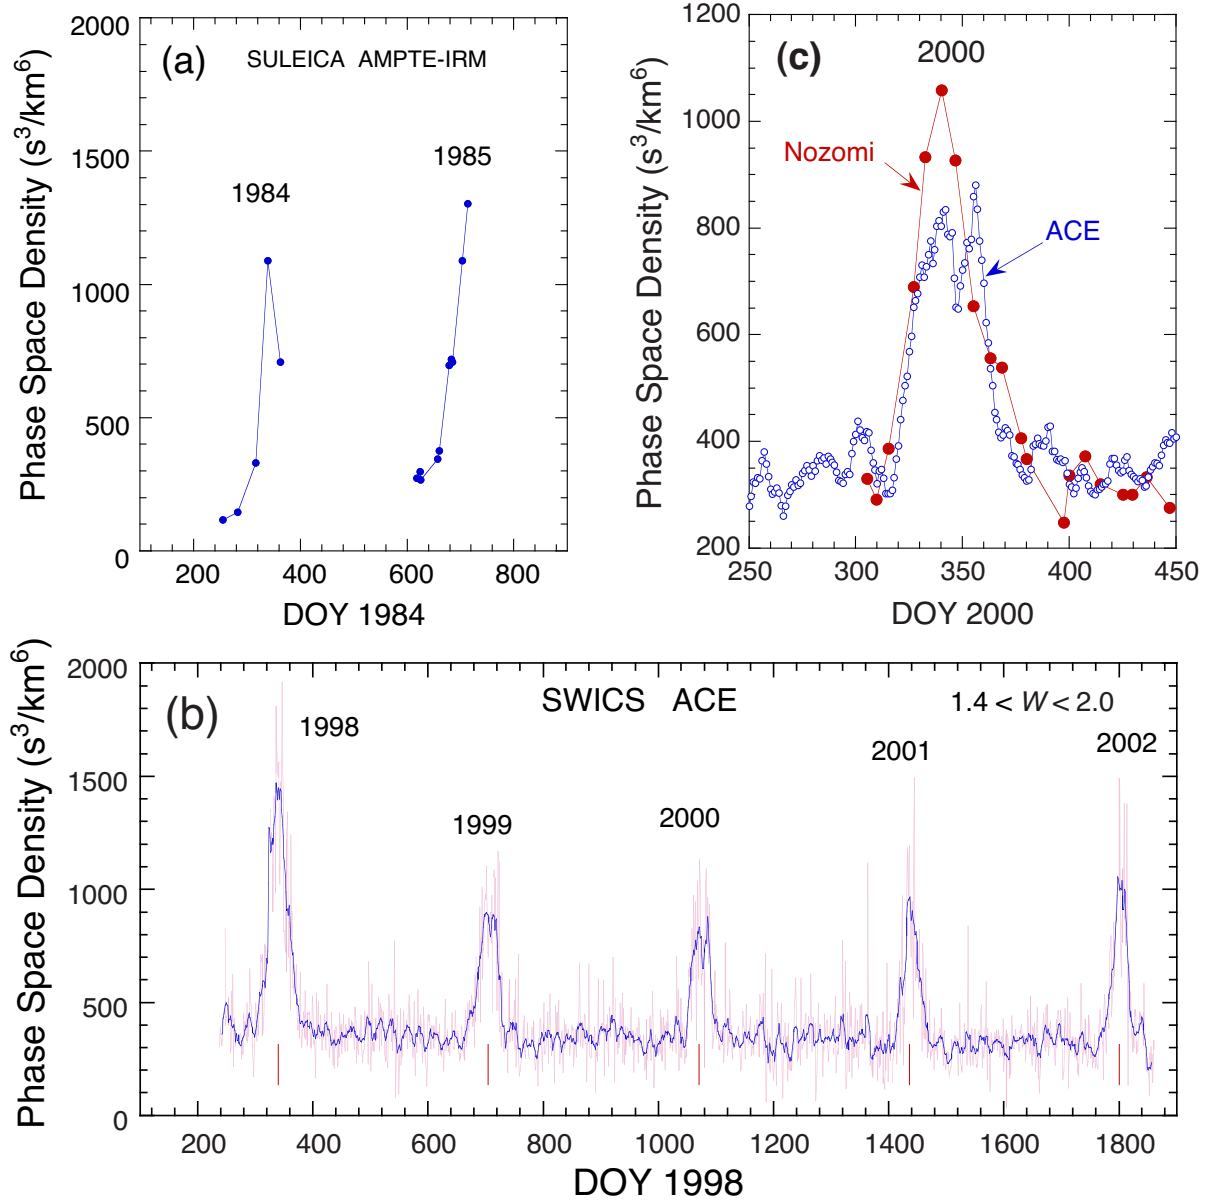 (a)
SULEICA AMPTE-IRM
1984
1985
Phase Space Density (s³/km⁶)
2000
1500
1000
500
0
200 400 600 800
DOY 1984
(c)
2000
Nozomi
ACE
Phase Space Density (s³/km⁶)
1200
1000
800
600
400
200
250 300 350 400 450
DOY 2000
(b)
SWICS ACE
1.4 < W < 2.0
1998
1999
2000
2001
2002
Phase Space Density (s³/km⁶)
2000
1500
1000
500
0
200 400 600 800 1000 1200 1400 1600 1800
DOY 1998